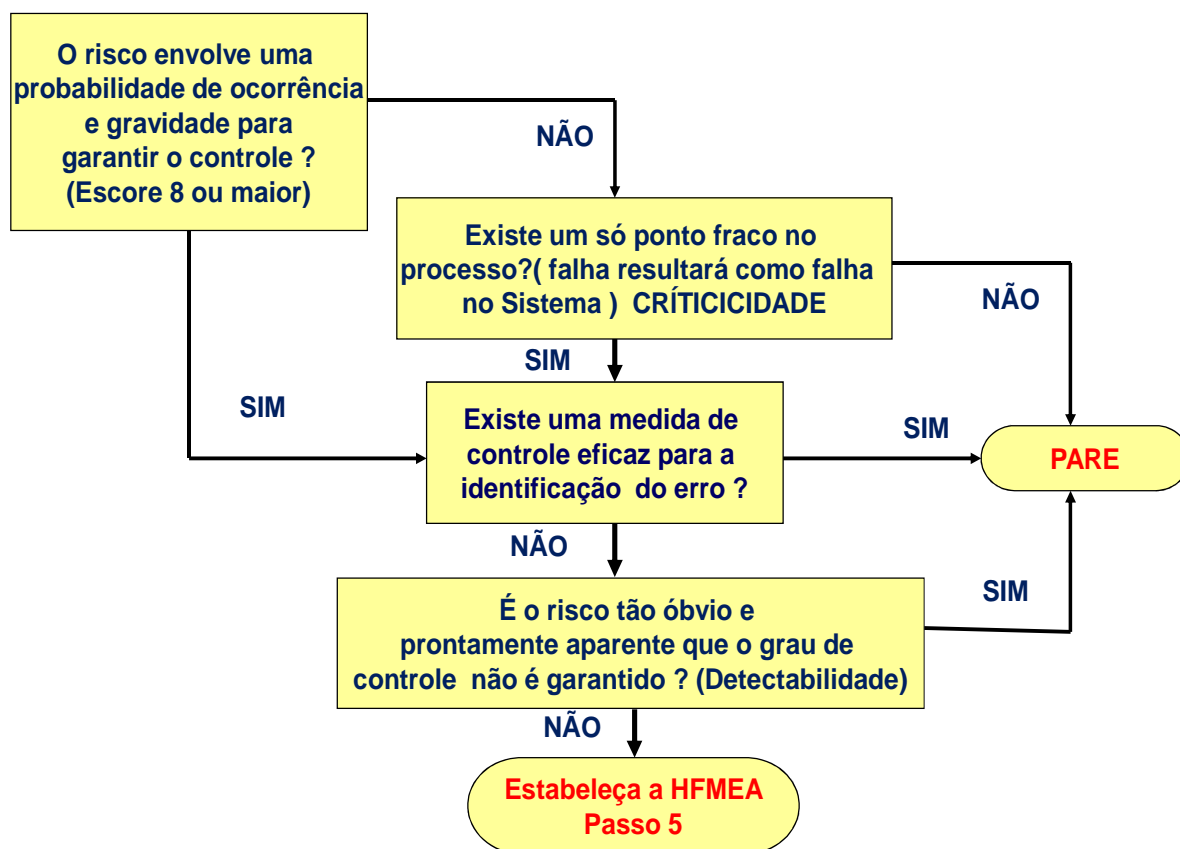 O risco envolve uma
probabilidade de ocorrência
e gravidade para
garantir o controle ?
(Escore 8 ou maior)
NÃO
Existe um só ponto fraco no
processo?( falha resultará como falha
no Sistema ) CRÍTICICIDADE
NÃO
SIM
SIM
Existe uma medida de
controle eficaz para a
identificação do erro ?
SIM
PARE
NÃO
É o risco tão óbvio e
prontamente aparente que o grau de
controle não é garantido ? (Detectabilidade)
SIM
NÃO
Estabeleça a HFMEA
Passo 5